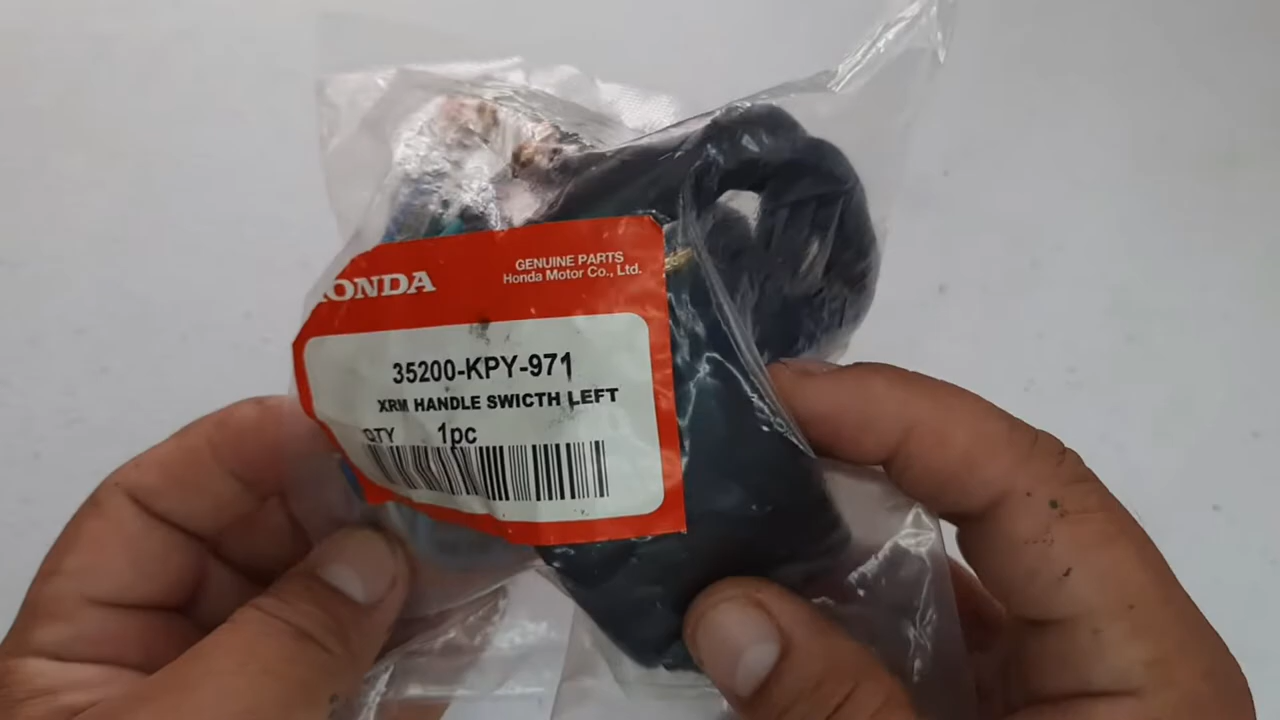 HONDA
GENUINE PARTS
Honda Motor Co., Ltd.
35200-KPY-971
XRM HANDLE SWICTH LEFT
QTY 1pc